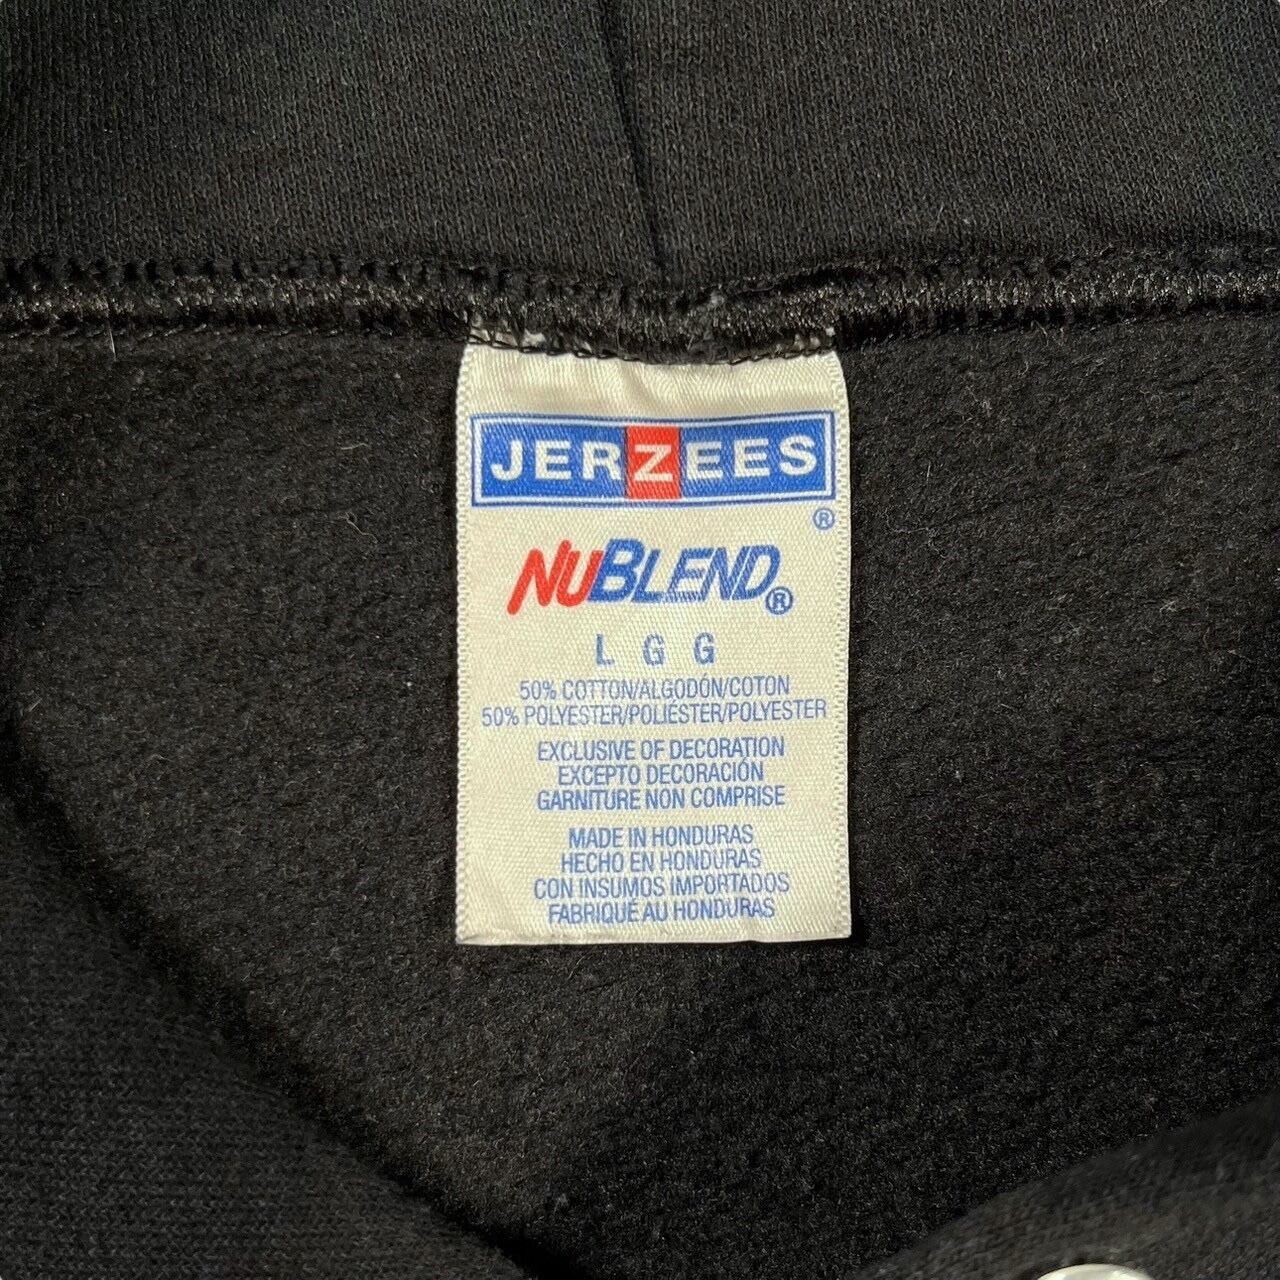 JERZEES
®
NUBLEND®
L G G
50% COTTON/ALGODÓN/COTON
50% POLYESTER/POLIÉSTER/POLYESTER
EXCLUSIVE OF DECORATION
EXCEPTO DECORACIÓN
GARNITURE NON COMPRISE
MADE IN HONDURAS
HECHO EN HONDURAS
CON INSUMOS IMPORTADOS
FABRIQUÉ AU HONDURAS